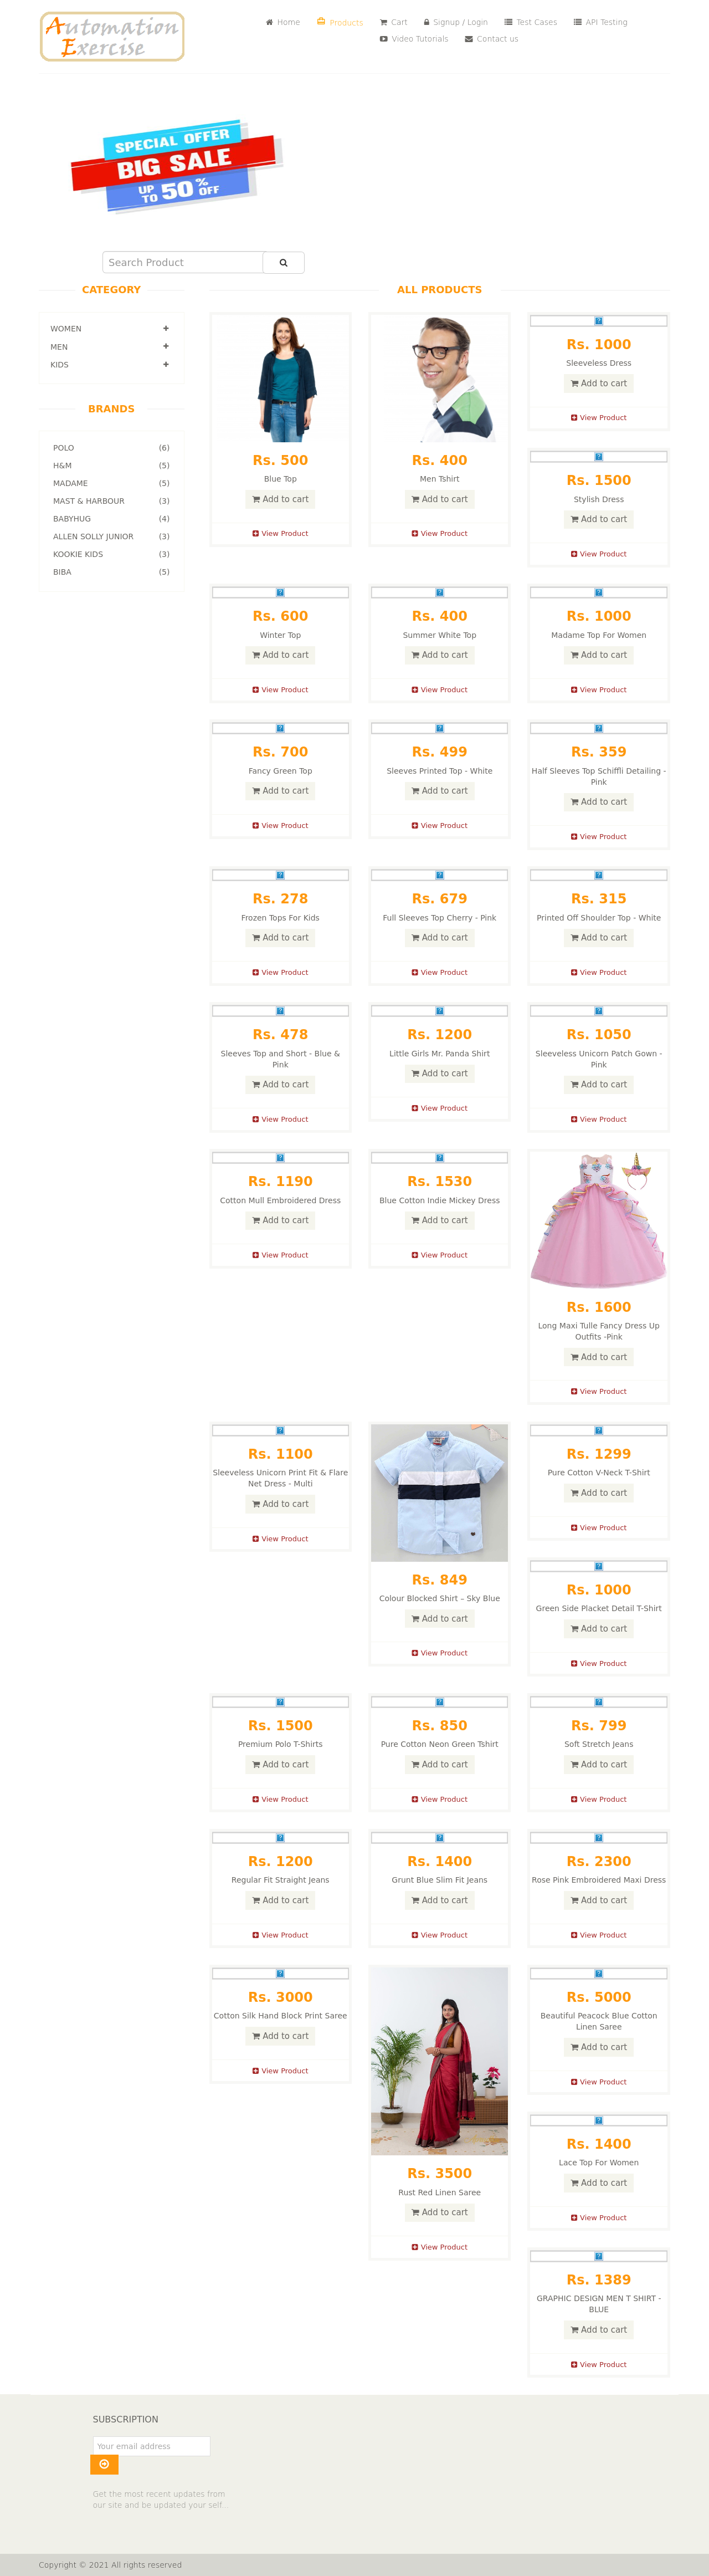 Automation
Exercise
Home
Products
Cart
Signup / Login
Test Cases
API Testing
Video Tutorials
Contact us
SPECIAL OFFER
BIG SALE
UP TO 50% OFF
Search Product
CATEGORY
WOMEN
MEN
KIDS
BRANDS
POLO (6)
H&M (5)
MADAME (5)
MAST & HARBOUR (3)
BABYHUG (4)
ALLEN SOLLY JUNIOR (3)
KOOKIE KIDS (3)
BIBA (5)
ALL PRODUCTS
Rs. 500
Blue Top
Add to cart
View Product
Rs. 400
Men Tshirt
Add to cart
View Product
Rs. 1000
Sleeveless Dress
Add to cart
View Product
Rs. 1500
Stylish Dress
Add to cart
View Product
Rs. 600
Winter Top
Add to cart
View Product
Rs. 400
Summer White Top
Add to cart
View Product
Rs. 1000
Madame Top For Women
Add to cart
View Product
Rs. 700
Fancy Green Top
Add to cart
View Product
Rs. 499
Sleeves Printed Top - White
Add to cart
View Product
Rs. 359
Half Sleeves Top Schiffli Detailing -
Pink
Add to cart
View Product
Rs. 278
Frozen Tops For Kids
Add to cart
View Product
Rs. 679
Full Sleeves Top Cherry - Pink
Add to cart
View Product
Rs. 315
Printed Off Shoulder Top - White
Add to cart
View Product
Rs. 478
Sleeves Top and Short - Blue &
Pink
Add to cart
View Product
Rs. 1200
Little Girls Mr. Panda Shirt
Add to cart
View Product
Rs. 1050
Sleeveless Unicorn Patch Gown -
Pink
Add to cart
View Product
Rs. 1190
Cotton Mull Embroidered Dress
Add to cart
View Product
Rs. 1530
Blue Cotton Indie Mickey Dress
Add to cart
View Product
Rs. 1600
Long Maxi Tulle Fancy Dress Up
Outfits -Pink
Add to cart
View Product
Rs. 1100
Sleeveless Unicorn Print Fit & Flare
Net Dress - Multi
Add to cart
View Product
Rs. 849
Colour Blocked Shirt – Sky Blue
Add to cart
View Product
Rs. 1299
Pure Cotton V-Neck T-Shirt
Add to cart
View Product
Rs. 1000
Green Side Placket Detail T-Shirt
Add to cart
View Product
Rs. 1500
Premium Polo T-Shirts
Add to cart
View Product
Rs. 850
Pure Cotton Neon Green Tshirt
Add to cart
View Product
Rs. 799
Soft Stretch Jeans
Add to cart
View Product
Rs. 1200
Regular Fit Straight Jeans
Add to cart
View Product
Rs. 1400
Grunt Blue Slim Fit Jeans
Add to cart
View Product
Rs. 2300
Rose Pink Embroidered Maxi Dress
Add to cart
View Product
Rs. 3000
Cotton Silk Hand Block Print Saree
Add to cart
View Product
Rs. 3500
Rust Red Linen Saree
Add to cart
View Product
Rs. 5000
Beautiful Peacock Blue Cotton
Linen Saree
Add to cart
View Product
Rs. 1400
Lace Top For Women
Add to cart
View Product
Rs. 1389
GRAPHIC DESIGN MEN T SHIRT -
BLUE
Add to cart
View Product
SUBSCRIPTION
Your email address
Get the most recent updates from
our site and be updated your self...
Copyright © 2021 All rights reserved